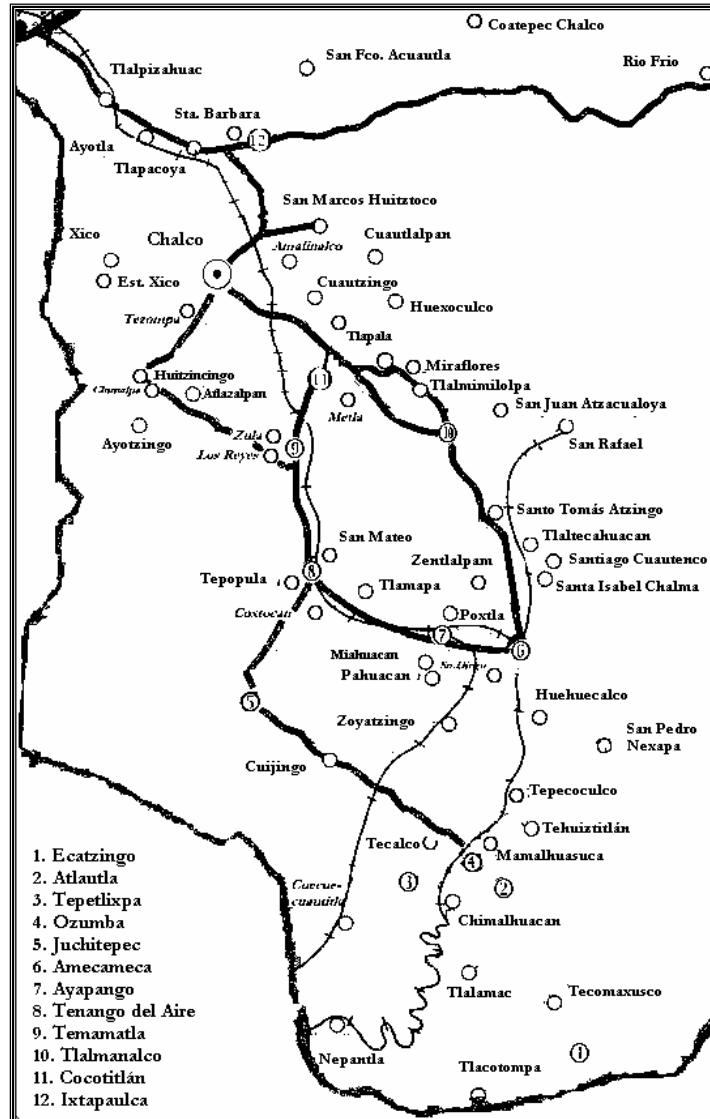 Coatepec Chalco
San Fco. Acuautla
Rio Frio
Tlalpizahuac
Sta. Barbara
12
Ayotla
Tlapacoya
San Marcos Huitztoco
Xico
Chalco
Amalinalco
Cuautlalpan
Est. Xico
Cuautzingo
Huexoculco
Tezompa
Tlapala
Miraflores
Huitzincingo
11
Tlalmimilolpa
Atlazalpan
Metla
San Juan Atzacualoya
Ayotzingo
Zula
10
San Rafael
9
Los Reyes
Santo Tomás Atzingo
San Mateo
Tlaltecahuacan
Zentlalpam
Santiago Cuautenco
8
Tepopula
Tlamapa
Santa Isabel Chalma
Coxtocan
Poxtla
7
6
Miahuacan
Pahuacan
5
Huehuecalco
Zoyatzingo
San Pedro
Nexapa
Cuijingo
Tepecoculco
Tehuiztitlán
Tecalco
Mamalhuasuca
4
3
2
Chimalhuacan
Tlalamac
Tecomaxusco
1
Nepantla
Tlacotompa
1. Ecatzingo
2. Atlautla
3. Tepetlixpa
4. Ozumba
5. Juchitepec
6. Amecameca
7. Ayapango
8. Tenango del Aire
9. Temamatla
10. Tlalmanalco
11. Cocotitlán
12. Ixtapaulca